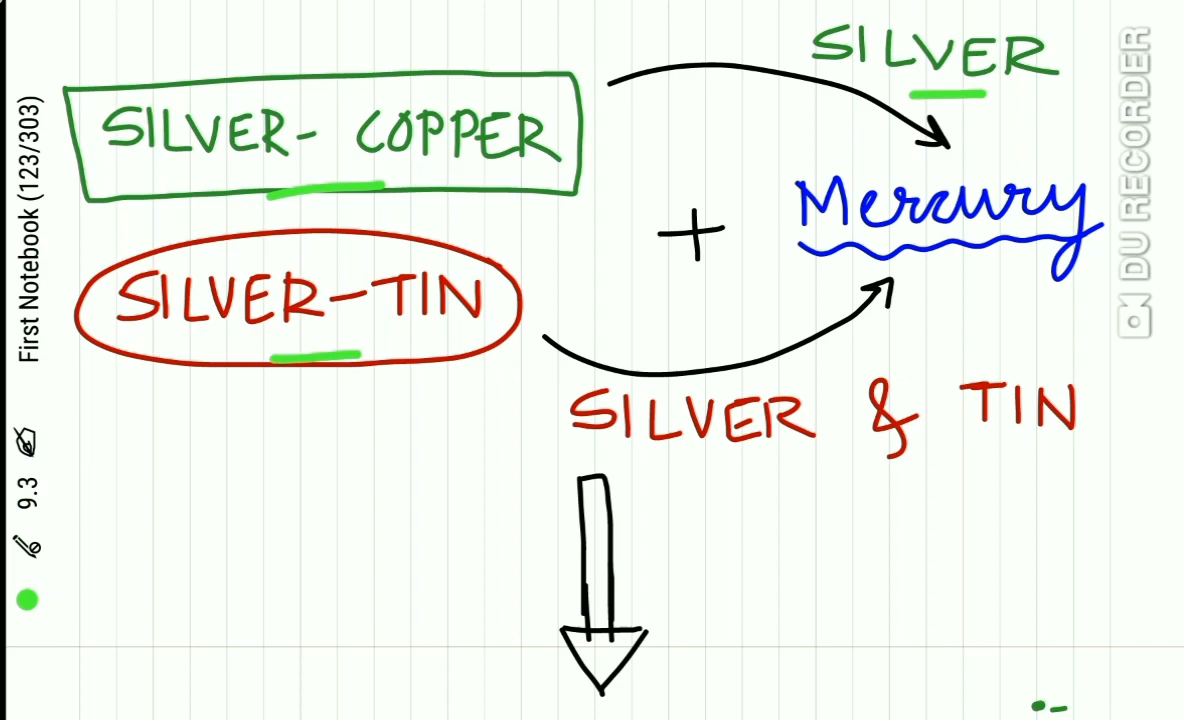 SILVER
SILVER- COPPER
+ Mercury
SILVER-TIN
SILVER & TIN
First Notebook (123/303)
9.3
DU RECORDER